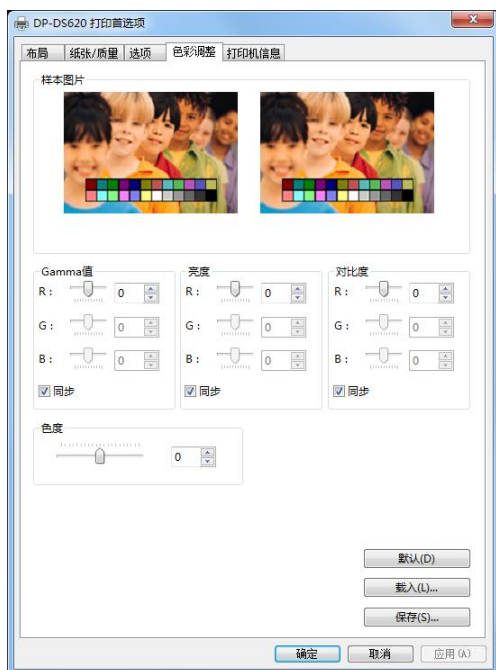 DP-DS620 打印首选项
布局 纸张/质量 选项 色彩调整 打印机信息
样本图片
Gamma值 亮度 对比度
R: 0 R: 0 R: 0
G: 0 G: 0 G: 0
B: 0 B: 0 B: 0
同步 同步 同步
色度
0
默认(D)
载入(L)...
保存(S)...
确定 取消 应用(A)